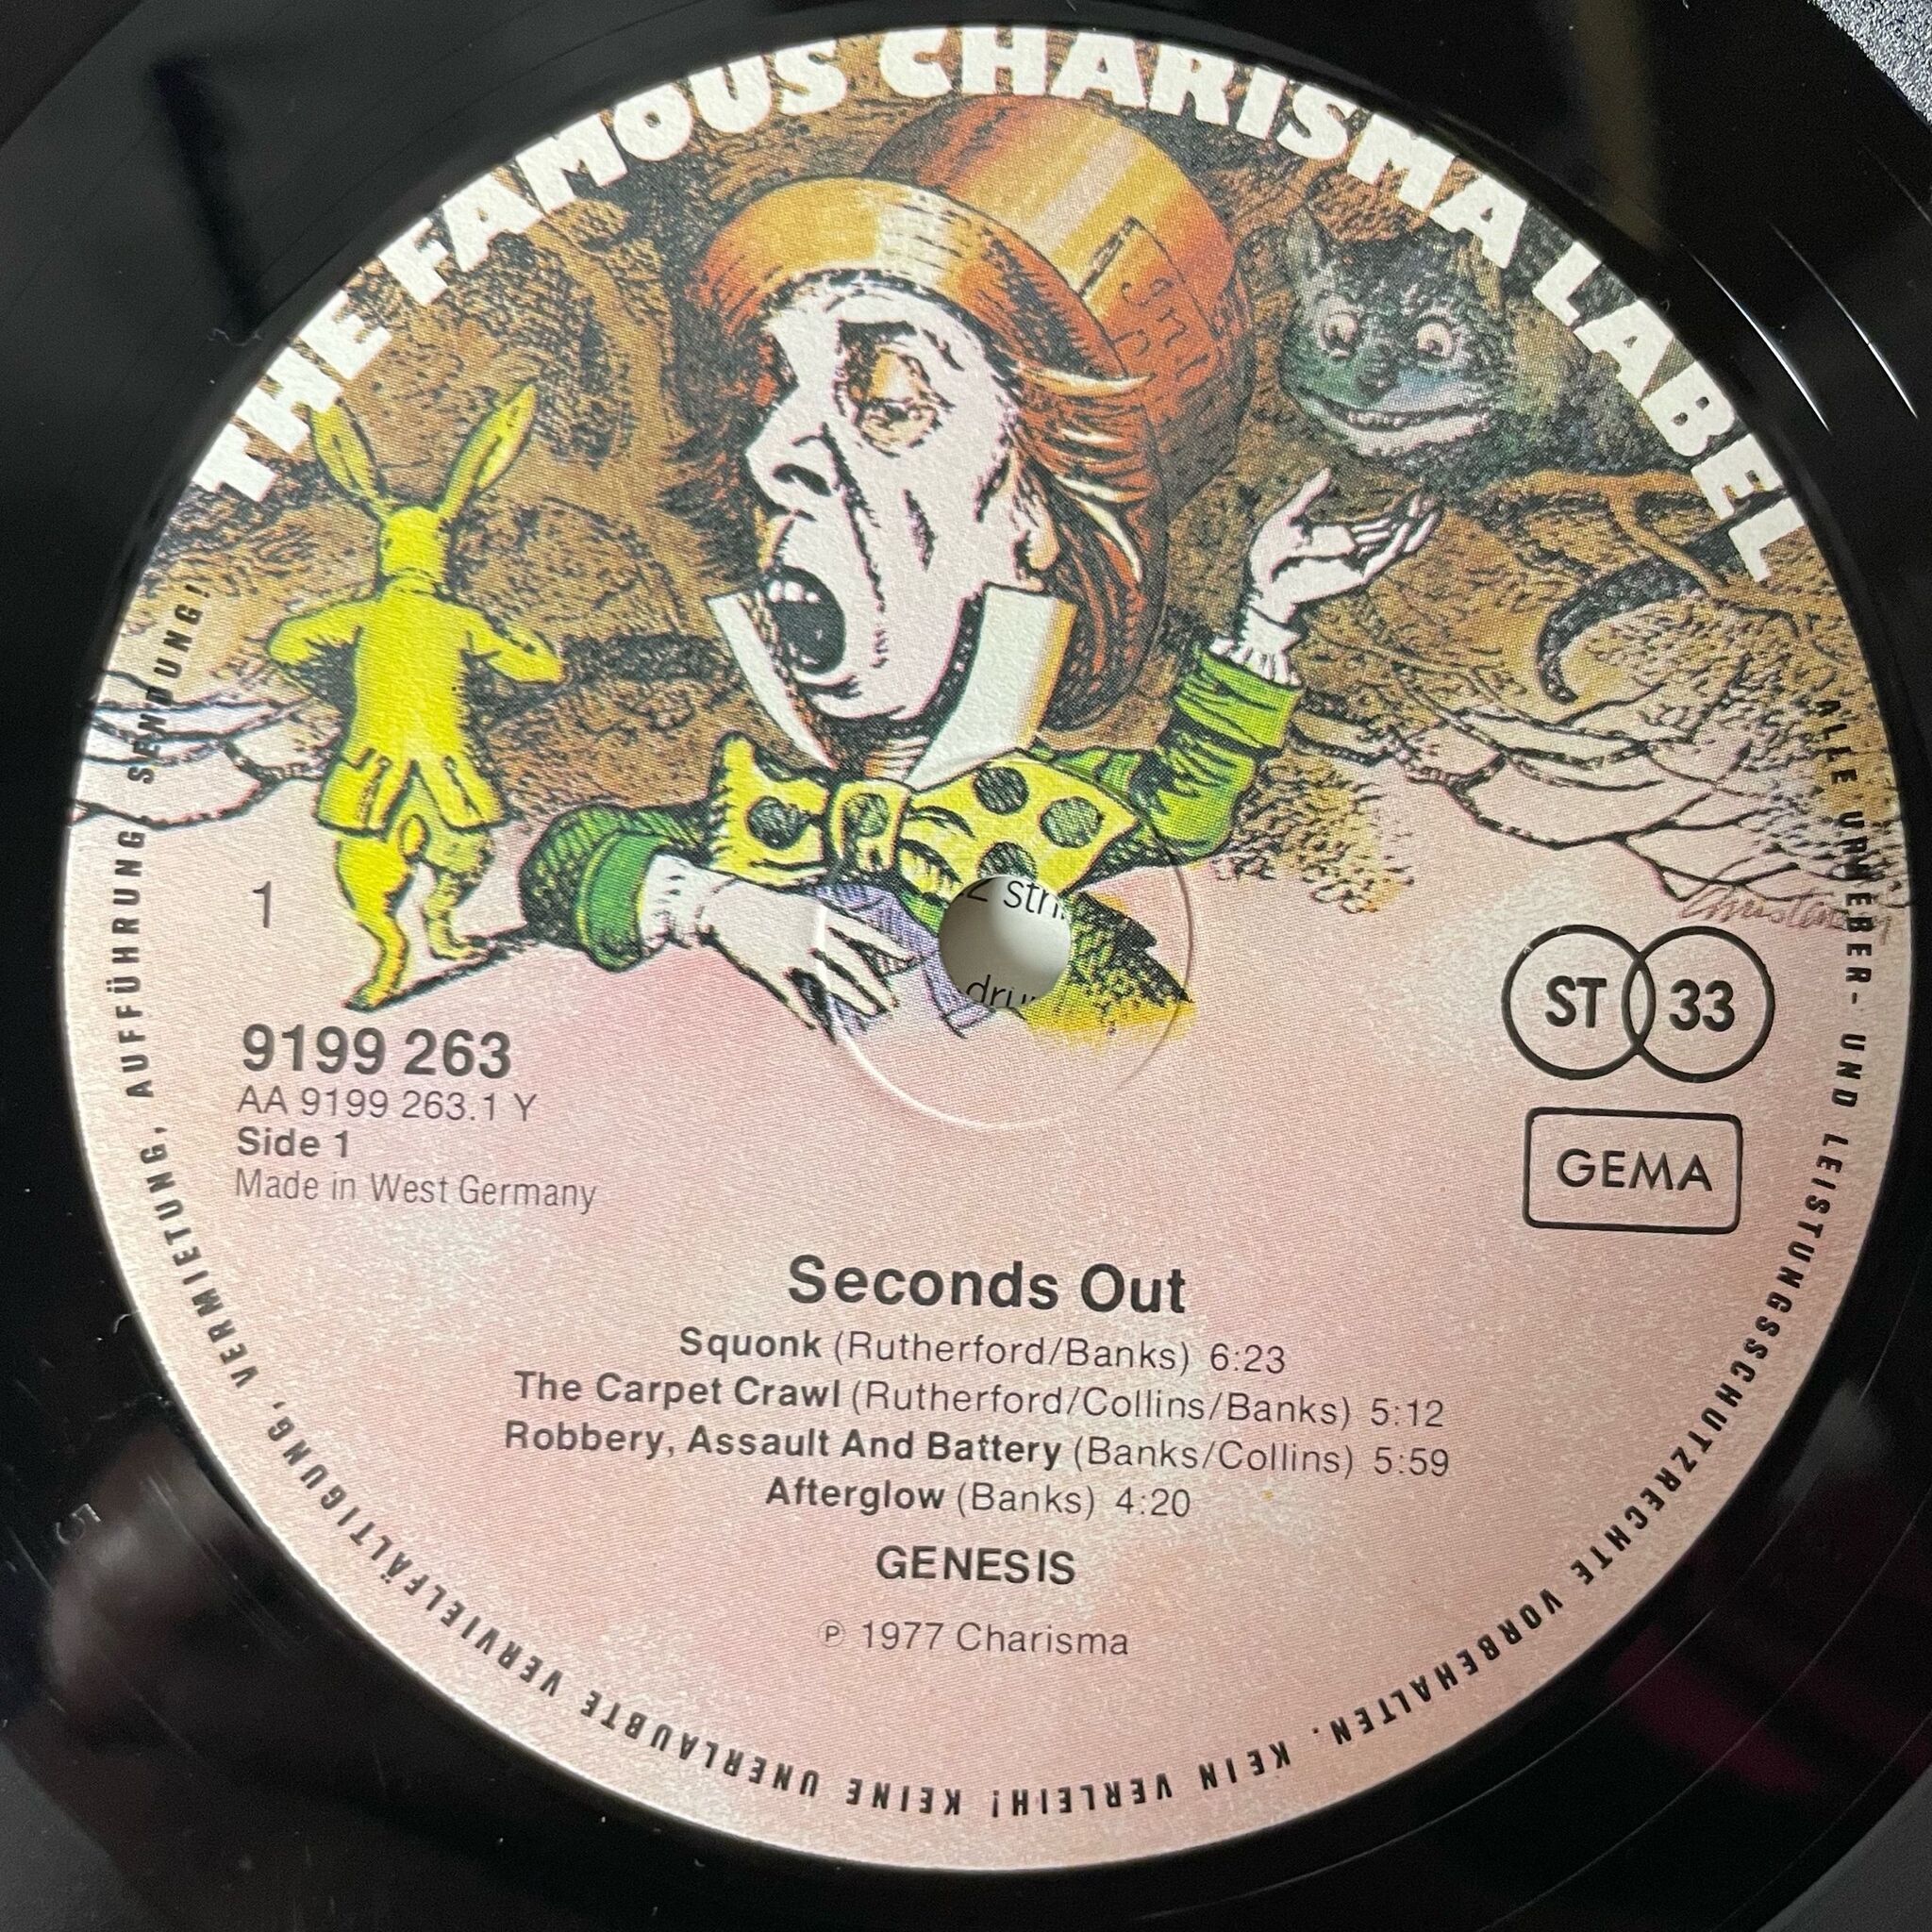 THE FAMOUS CHARISMA LABEL
1
9199 263
AA 9199 263.1 Y
Side 1
Made in West Germany
ST 33
GEMA
Seconds Out
Squonk (Rutherford/Banks) 6:23
The Carpet Crawl (Rutherford/Collins/Banks) 5:12
Robbery, Assault And Battery (Banks/Collins) 5:59
Afterglow (Banks) 4:20
GENESIS
℗ 1977 Charisma
ALLE URHEBER- UND LEISTUNGSSCHUTZRECHTE VORBEHALTEN. KEIN VERLEIH! KEINE UNERLAUBTE VERVIELFÄLTIGUNG, VERMIETUNG, AUFFÜHRUNG, SENDUNG!